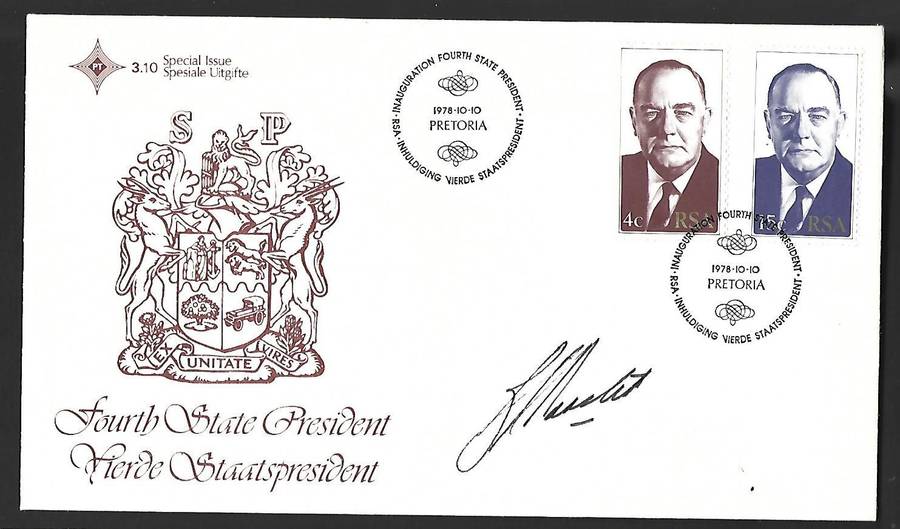 PT
3.10 Special Issue
Spesiale Uitgifte
S P
EX UNITATE VIRES
Fourth State President
Vierde Staatspresident
INAUGURATION FOURTH STATE PRESIDENT
1978·10·10
PRETORIA
RSA · INHULDIGING VIERDE STAATSPRESIDENT
4c RSA
15c RSA
INAUGURATION FOURTH STATE PRESIDENT
1978·10·10
PRETORIA
RSA · INHULDIGING VIERDE STAATSPRESIDENT